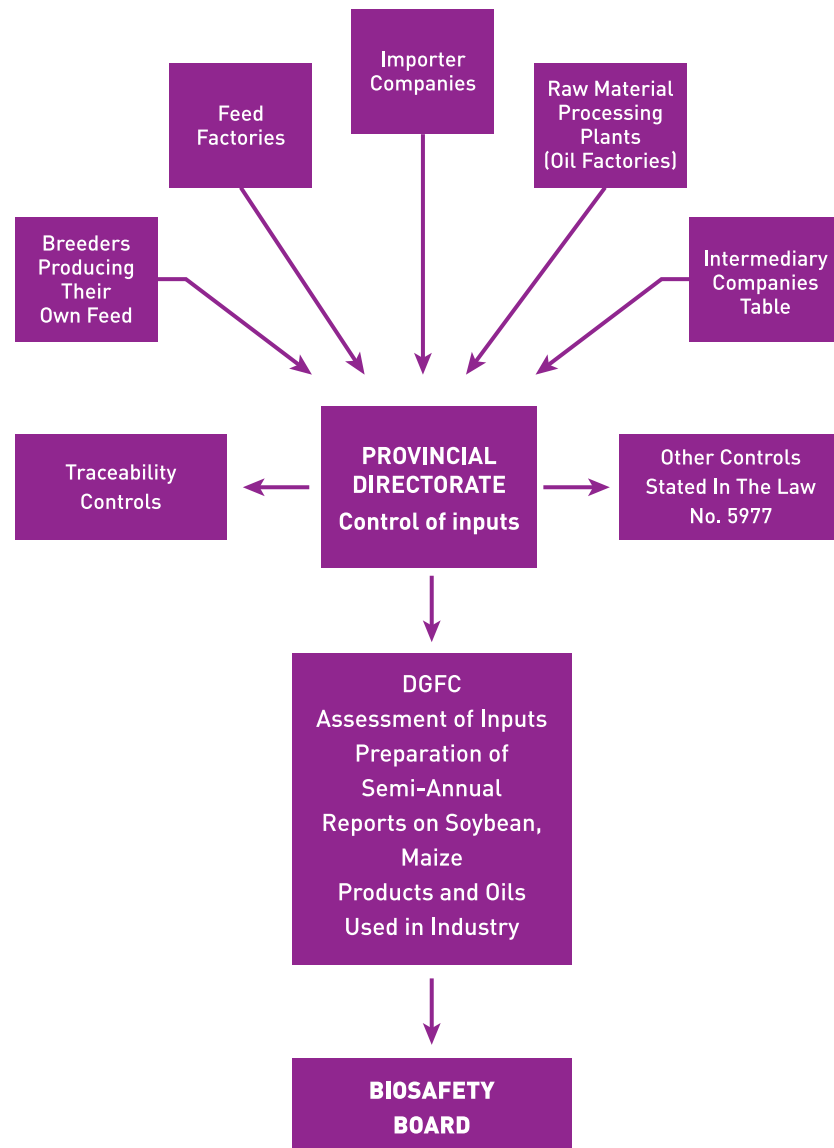 Importer
Companies
Feed
Factories
Raw Material
Processing
Plants
(Oil Factories)
Breeders
Producing
Their
Own Feed
Intermediary
Companies
Table
Traceability
Controls
PROVINCIAL
DIRECTORATE
Control of inputs
Other Controls
Stated In The Law
No. 5977
DGFC
Assessment of Inputs
Preparation of
Semi-Annual
Reports on Soybean,
Maize
Products and Oils
Used in Industry
BIOSAFETY
BOARD